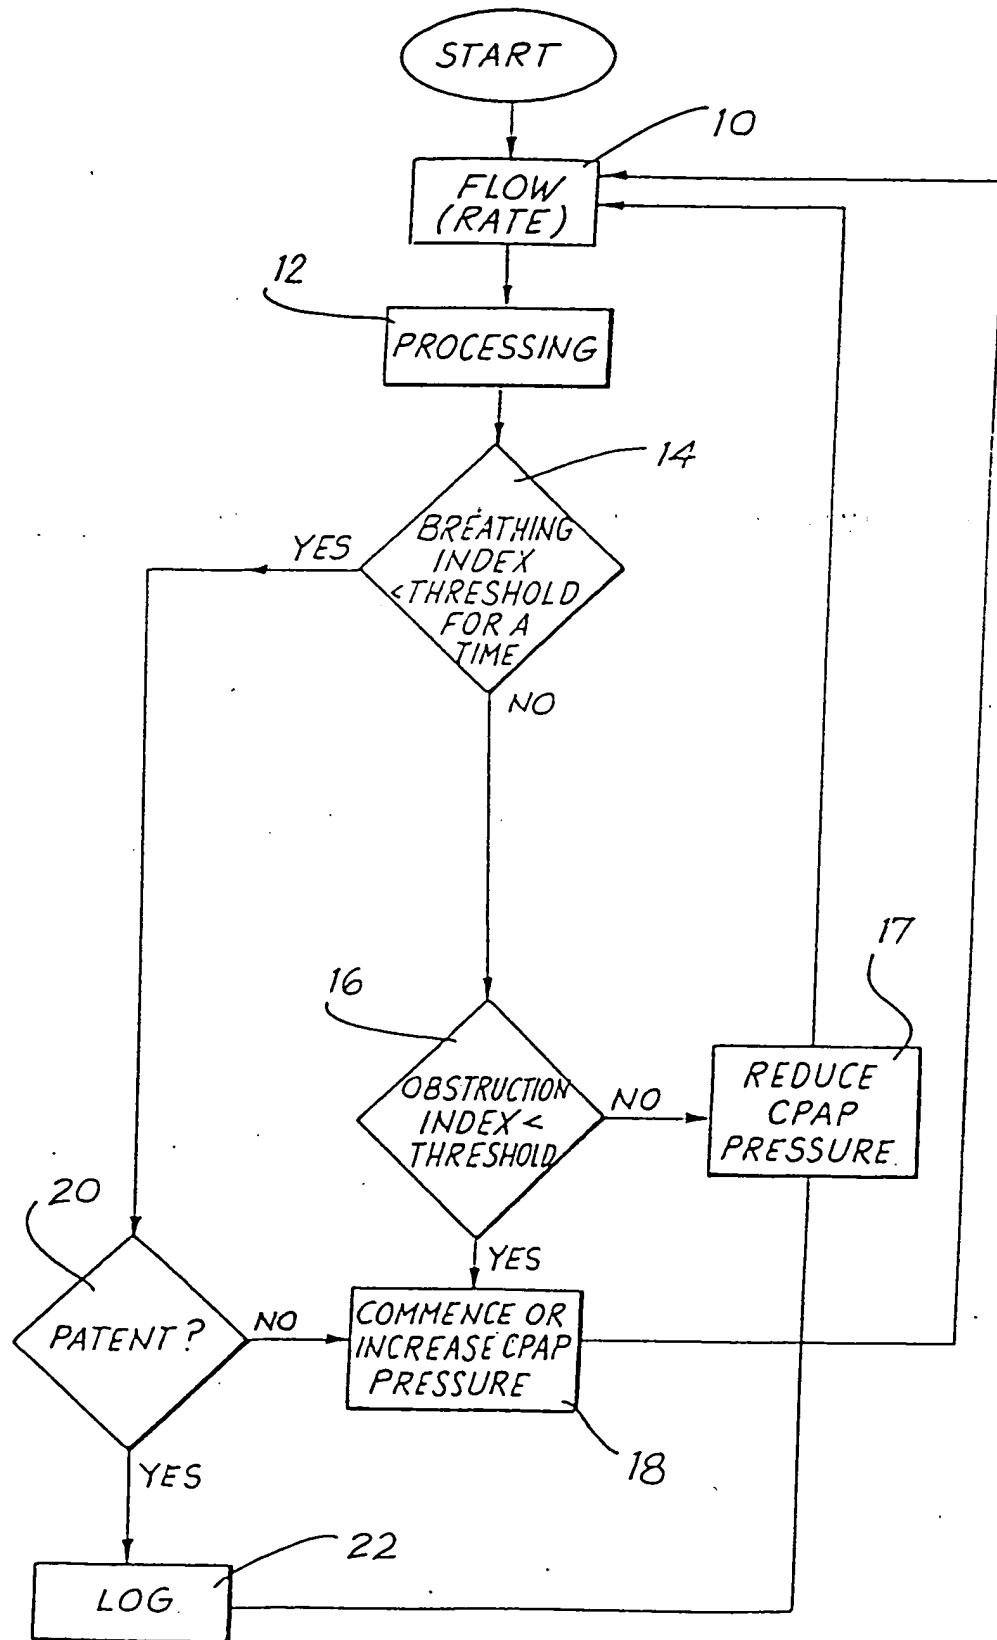 START
10
FLOW
(RATE)
12
PROCESSING
14
BREATHING
INDEX
<THRESHOLD
FOR A
TIME
YES
NO
17
16
OBSTRUCTION
INDEX <
THRESHOLD
NO
REDUCE
CPAP
PRESSURE
20
YES
PATENT?
NO
COMMENCE OR
INCREASE CPAP
PRESSURE
18
YES
22
LOG